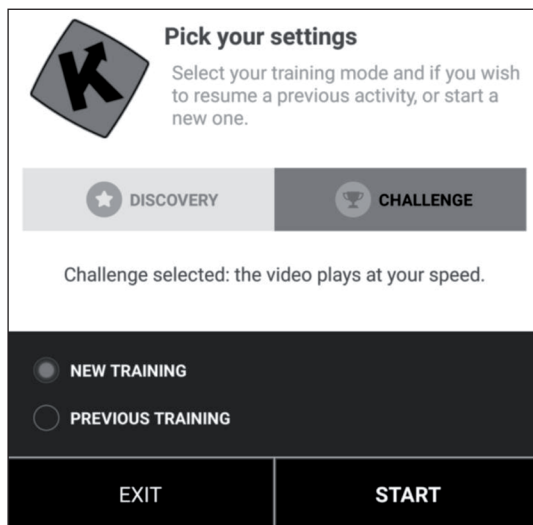 Pick your settings
Select your training mode and if you wish
to resume a previous activity, or start a
new one.
DISCOVERY
CHALLENGE
Challenge selected: the video plays at your speed.
NEW TRAINING
PREVIOUS TRAINING
EXIT
START